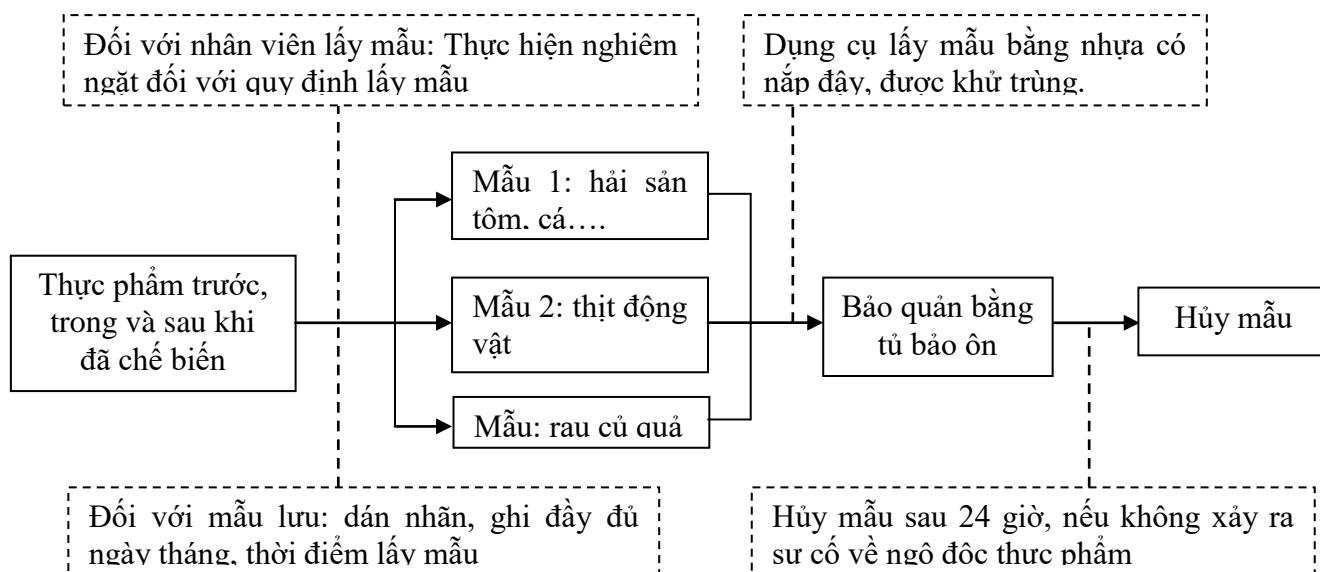 Đối với nhân viên lấy mẫu: Thực hiện nghiêm
ngặt đối với quy định lấy mẫu
Dụng cụ lấy mẫu bằng nhựa có
nắp đậy, được khử trùng.
Thực phẩm trước,
trong và sau khi
đã chế biến
Mẫu 1: hải sản
tôm, cá….
Mẫu 2: thịt động
vật
Mẫu: rau củ quả
Bảo quản bằng
tủ bảo ôn
Hủy mẫu
Đối với mẫu lưu: dán nhãn, ghi đầy đủ
ngày tháng, thời điểm lấy mẫu
Hủy mẫu sau 24 giờ, nếu không xảy ra
sự cố về ngộ độc thực phẩm